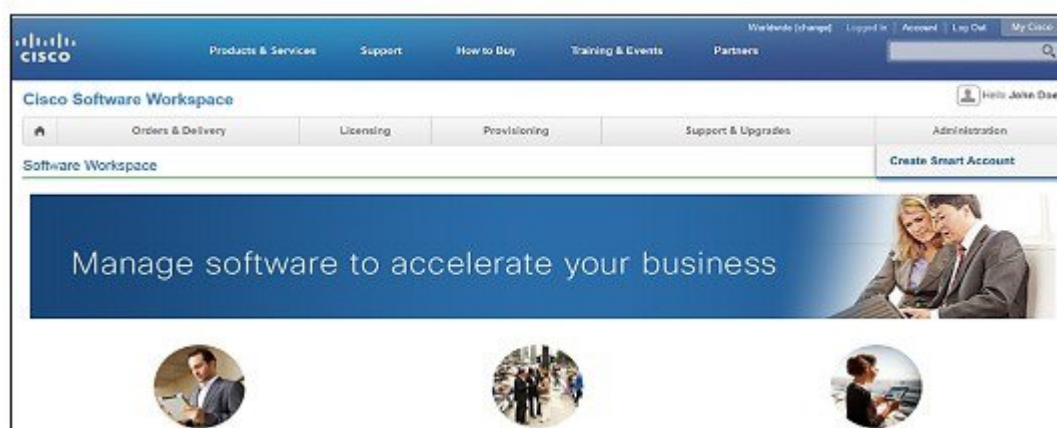 Worldwide [change] Logged In | Account | Log Out My Cisco
CISCO
Products & Services Support How to Buy Training & Events Partners
Cisco Software Workspace
Hello John Doe
Orders & Delivery Licensing Provisioning Support & Upgrades Administration
Software Workspace
Create Smart Account
Manage software to accelerate your business